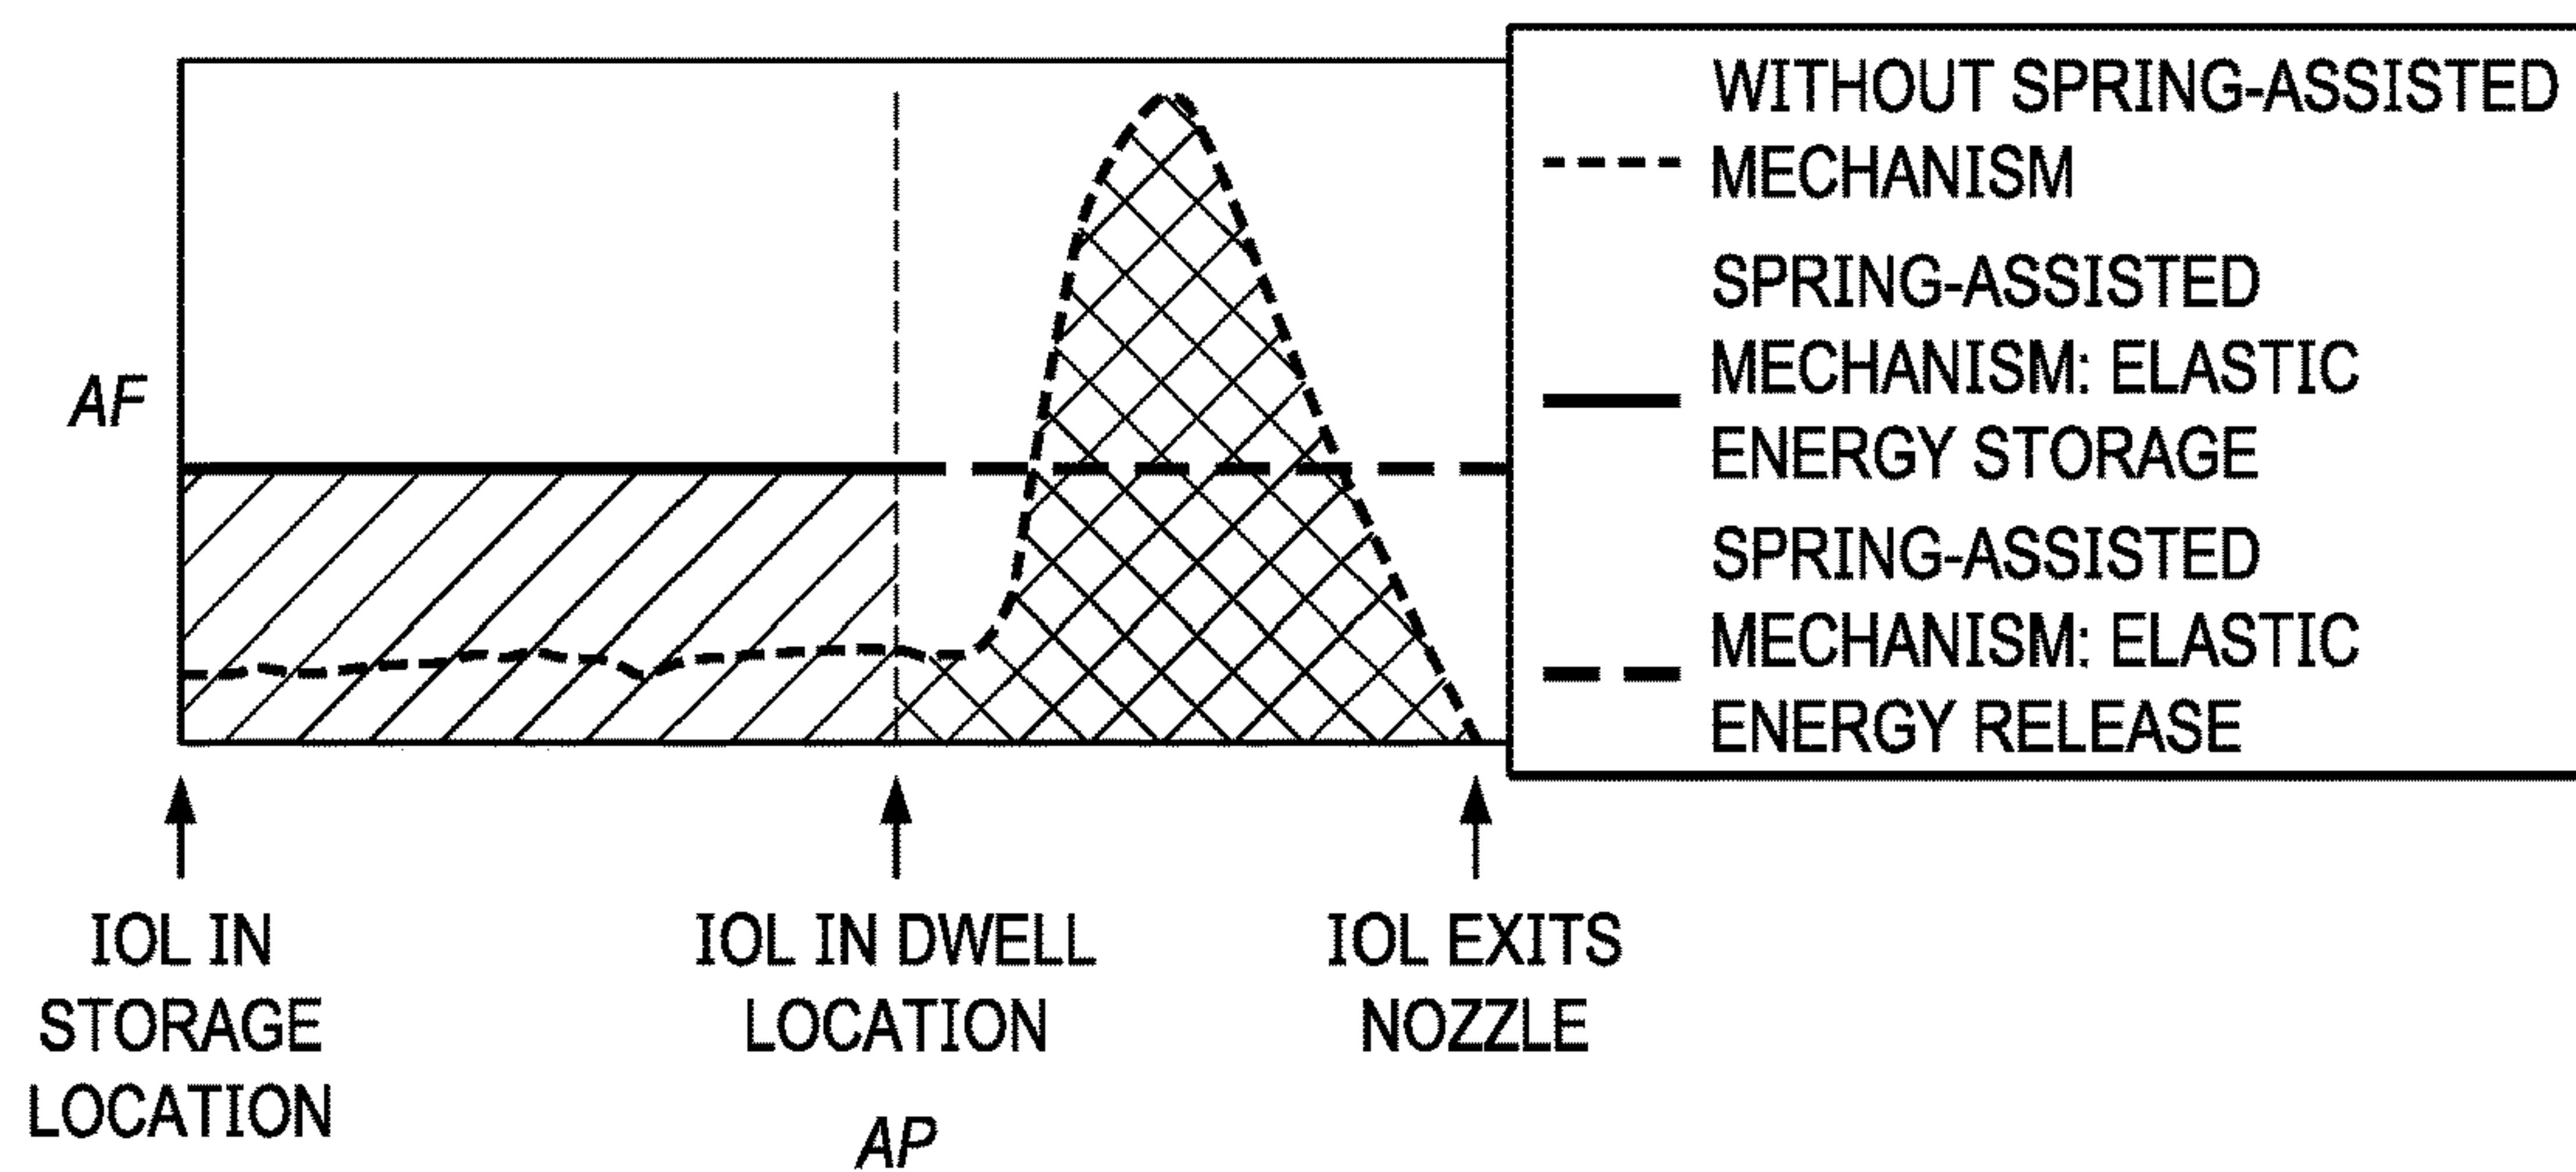 WITHOUT SPRING-ASSISTED
MECHANISM
SPRING-ASSISTED
MECHANISM: ELASTIC
ENERGY STORAGE
SPRING-ASSISTED
MECHANISM: ELASTIC
ENERGY RELEASE
AF
IOL IN
STORAGE
LOCATION
IOL IN DWELL
LOCATION
IOL EXITS
NOZZLE
AP